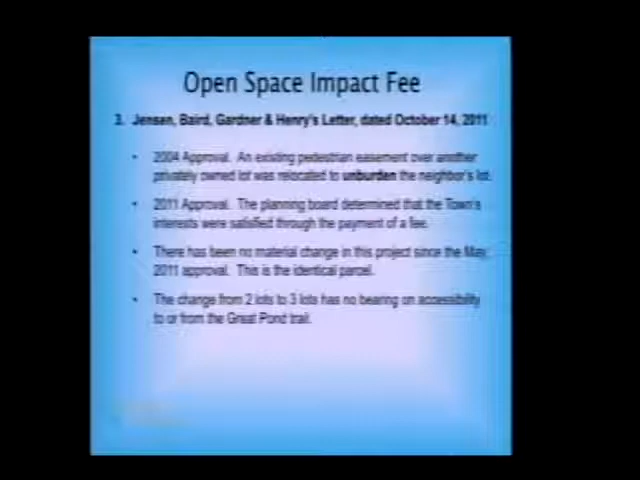 Open Space Impact Fee
3. Jensen, Baird, Gardner & Henry's Letter, dated October 14, 2011
• 2004 Approval. An existing pedestrian easement over another
privately owned lot was relocated to unburden the neighbor's lot.
• 2011 Approval. The planning board determined that the Town's
interests were satisfied through the payment of a fee.
• There has been no material change in this project since the May
2011 approval. This is the identical parcel.
• The change from 2 lots to 3 lots has no bearing on accessibility
to or from the Great Pond trail.